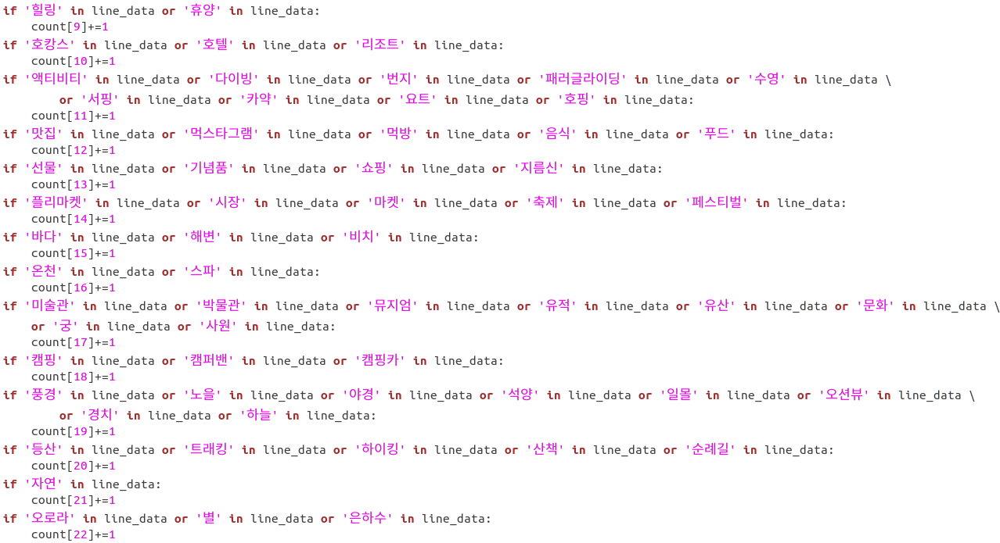 if '힐링' in line_data or '휴양' in line_data:
    count[9]+=1
if '호캉스' in line_data or '호텔' in line_data or '리조트' in line_data:
    count[10]+=1
if '액티비티' in line_data or '다이빙' in line_data or '번지' in line_data or '패러글라이딩' in line_data or '수영' in line_data \
        or '서핑' in line_data or '카약' in line_data or '요트' in line_data or '호핑' in line_data:
    count[11]+=1
if '맛집' in line_data or '먹스타그램' in line_data or '먹방' in line_data or '음식' in line_data or '푸드' in line_data:
    count[12]+=1
if '선물' in line_data or '기념품' in line_data or '쇼핑' in line_data or '지름신' in line_data:
    count[13]+=1
if '플리마켓' in line_data or '시장' in line_data or '마켓' in line_data or '축제' in line_data or '페스티벌' in line_data:
    count[14]+=1
if '바다' in line_data or '해변' in line_data or '비치' in line_data:
    count[15]+=1
if '온천' in line_data or '스파' in line_data:
    count[16]+=1
if '미술관' in line_data or '박물관' in line_data or '뮤지엄' in line_data or '유적' in line_data or '유산' in line_data or '문화' in line_data \
    or '궁' in line_data or '사원' in line_data:
    count[17]+=1
if '캠핑' in line_data or '캠퍼밴' in line_data or '캠핑카' in line_data:
    count[18]+=1
if '풍경' in line_data or '노을' in line_data or '야경' in line_data or '석양' in line_data or '일몰' in line_data or '오션뷰' in line_data \
        or '경치' in line_data or '하늘' in line_data:
    count[19]+=1
if '등산' in line_data or '트래킹' in line_data or '하이킹' in line_data or '산책' in line_data or '순례길' in line_data:
    count[20]+=1
if '자연' in line_data:
    count[21]+=1
if '오로라' in line_data or '별' in line_data or '은하수' in line_data:
    count[22]+=1